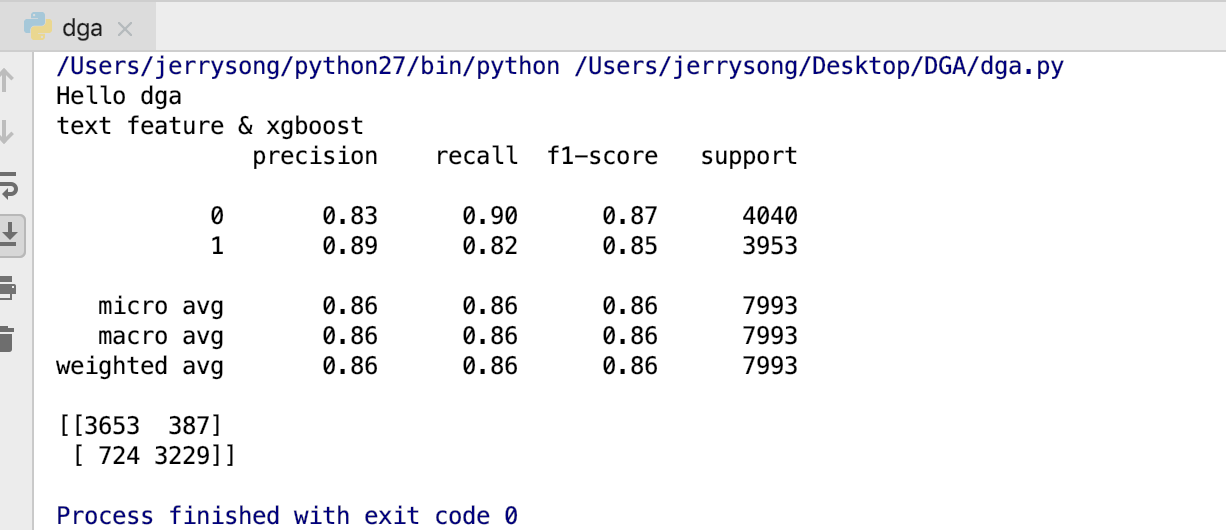 dga
/Users/jerrysong/python27/bin/python /Users/jerrysong/Desktop/DGA/dga.py
Hello dga
text feature & xgboost
precision recall f1-score support
0 0.83 0.90 0.87 4040
1 0.89 0.82 0.85 3953
micro avg 0.86 0.86 0.86 7993
macro avg 0.86 0.86 0.86 7993
weighted avg 0.86 0.86 0.86 7993
[[3653 387]
[ 724 3229]]
Process finished with exit code 0